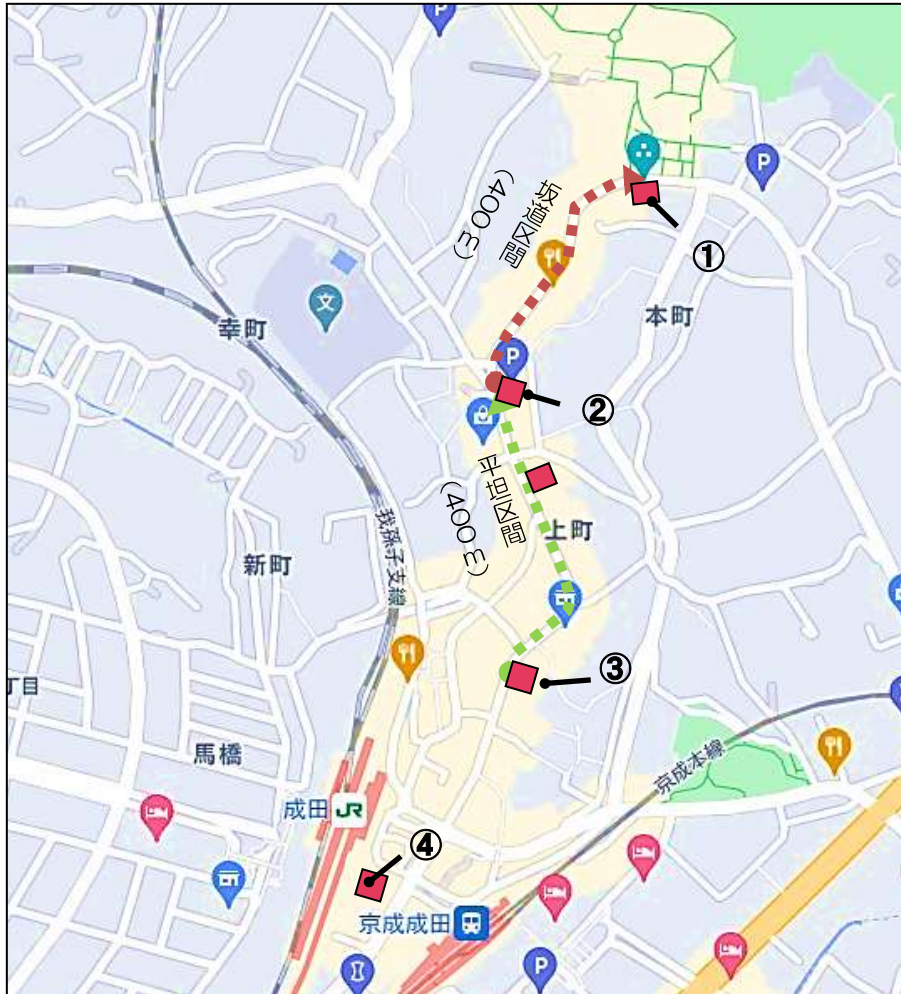 P
P
坂道区間
(400m)
①
文
幸町
本町
P
②
平坦区間
(400m)
上町
我孫子支線
新町
③
丁目
馬橋
京成本線
成田 JR
④
京成成田
P